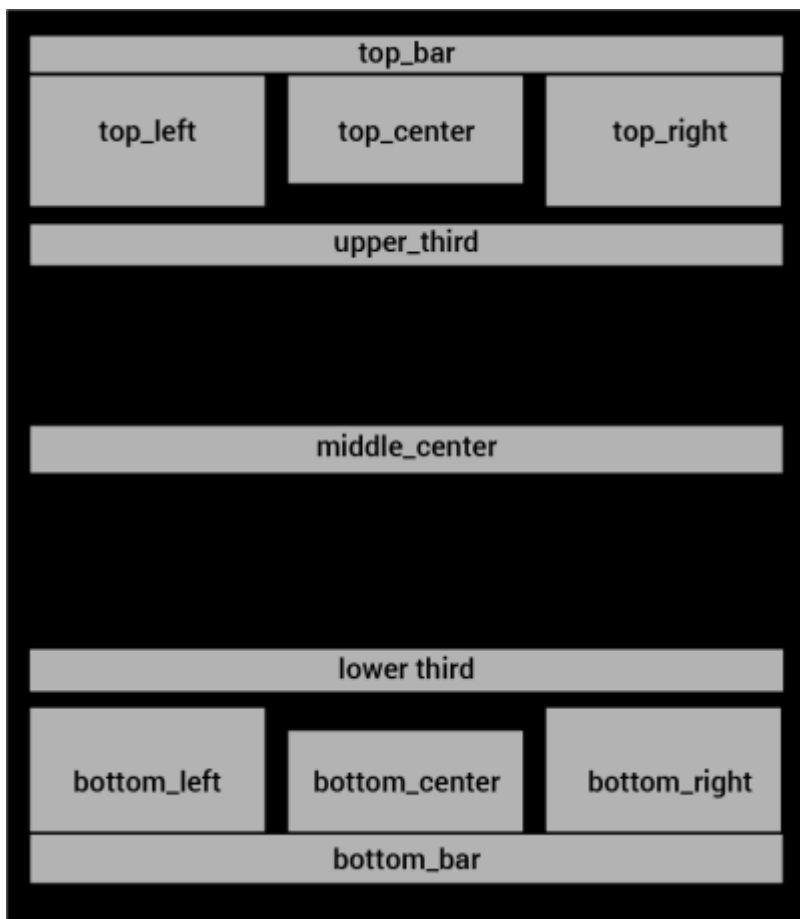 top_bar
top_left top_center top_right
upper_third
middle_center
lower third
bottom_left bottom_center bottom_right
bottom_bar